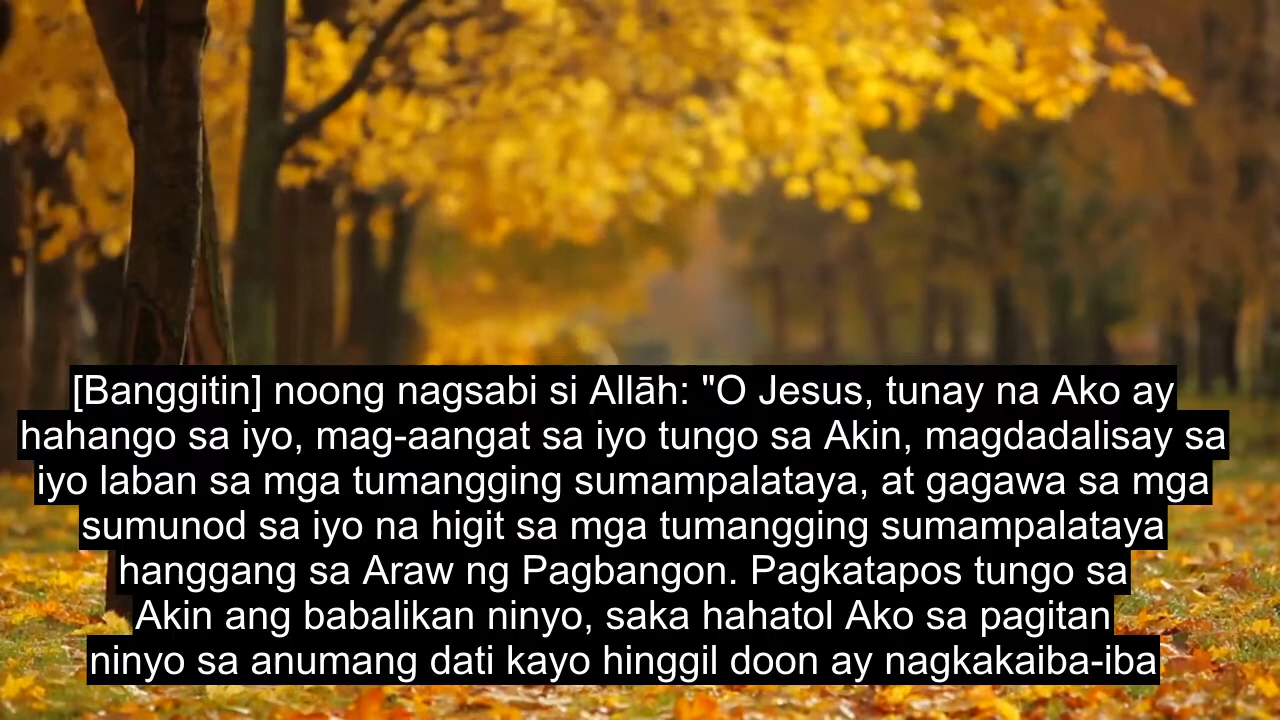 [Banggitin] noong nagsabi si Allāh: "O Jesus, tunay na Ako ay
hahango sa iyo, mag-aangat sa iyo tungo sa Akin, magdadalisay sa
iyo laban sa mga tumangging sumampalataya, at gagawa sa mga
sumunod sa iyo na higit sa mga tumangging sumampalataya
hanggang sa Araw ng Pagbangon. Pagkatapos tungo sa
Akin ang babalikan ninyo, saka hahatol Ako sa pagitan
ninyo sa anumang dati kayo hinggil doon ay nagkakaiba-iba